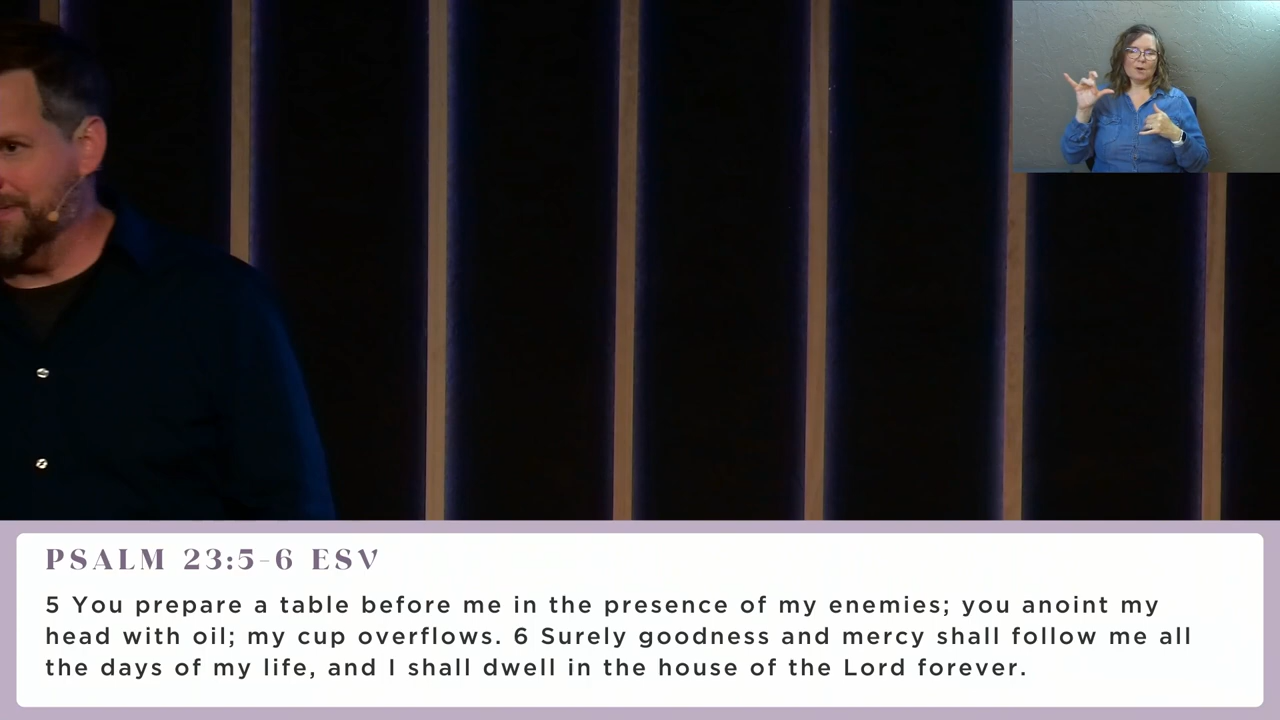 PSALM 23:5-6 ESV
5 You prepare a table before me in the presence of my enemies; you anoint my
head with oil; my cup overflows. 6 Surely goodness and mercy shall follow me all
the days of my life, and I shall dwell in the house of the Lord forever.